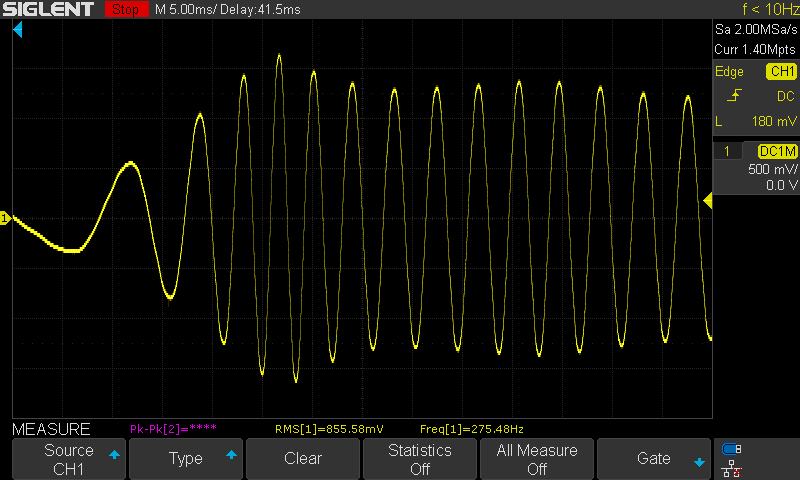 SIGLENT Stop M 5.00ms/ Delay:41.5ms f < 10Hz
Sa 2.00MSa/s
Curr 1.40Mpts
Edge CH1
DC
L 180 mV
1 DC1M
500 mV/
0.0 V
1
MEASURE Pk-Pk[2]=**** RMS[1]=855.58mV Freq[1]=275.48Hz
Source CH1
Type
Clear
Statistics Off
All Measure Off
Gate